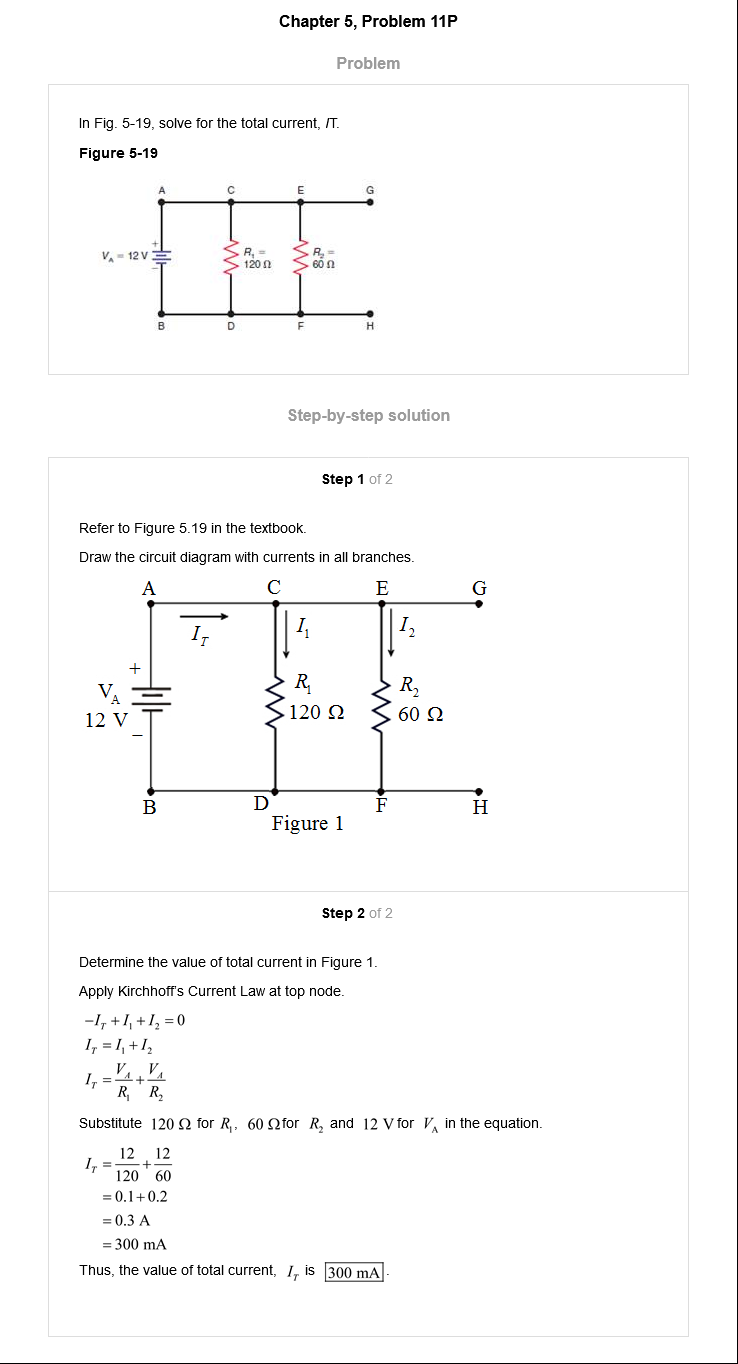 Chapter 5, Problem 11P
Problem
In Fig. 5-19, solve for the total current, IT.
Figure 5-19
A C E G
V_A = 12 V
+
−
R_1 =
120 Ω
R_2 =
60 Ω
B D F H
Step-by-step solution
Step 1 of 2
Refer to Figure 5.19 in the textbook.
Draw the circuit diagram with currents in all branches.
A C E G
I_T
I_1
I_2
+
V_A
12 V
−
R_1
120 Ω
R_2
60 Ω
B D F H
Figure 1
Step 2 of 2
Determine the value of total current in Figure 1.
Apply Kirchhoff's Current Law at top node.
−I_T + I_1 + I_2 = 0
I_T = I_1 + I_2
I_T = V_A/R_1 + V_A/R_2
Substitute 120 Ω for R_1, 60 Ω for R_2 and 12 V for V_A in the equation.
I_T = 12/120 + 12/60
= 0.1 + 0.2
= 0.3 A
= 300 mA
Thus, the value of total current, I_T is 300 mA.